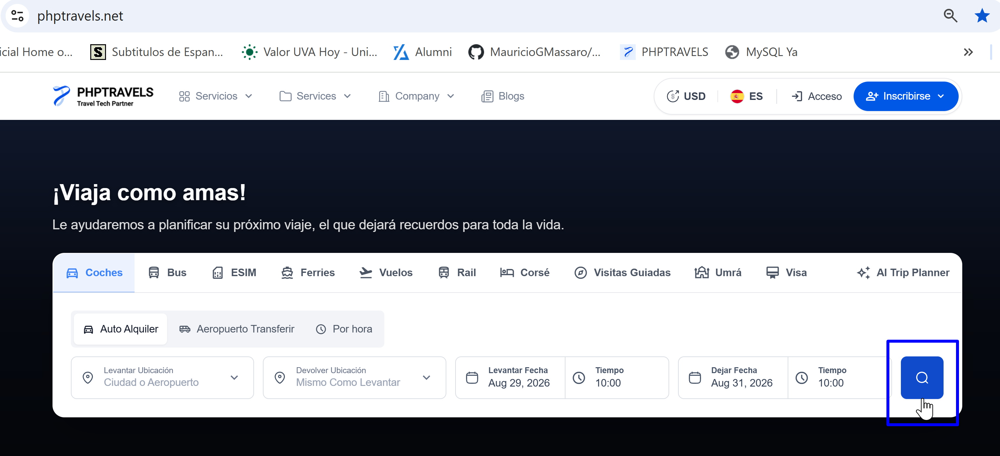 phptravels.net
icial Home o...
Subtitulos de Espan...
Valor UVA Hoy - Uni...
Alumni
MauricioGMassaro/...
PHPTRAVELS
MySQL Ya
PHPTRAVELS
Travel Tech Partner
Servicios
Services
Company
Blogs
USD
ES
Acceso
Inscribirse
¡Viaja como amas!
Le ayudaremos a planificar su próximo viaje, el que dejará recuerdos para toda la vida.
Coches
Bus
ESIM
Ferries
Vuelos
Rail
Corsé
Visitas Guiadas
Umrá
Visa
AI Trip Planner
Auto Alquiler
Aeropuerto Transferir
Por hora
Levantar Ubicación
Ciudad o Aeropuerto
Devolver Ubicación
Mismo Como Levantar
Levantar Fecha
Aug 29, 2026
Tiempo
10:00
Dejar Fecha
Aug 31, 2026
Tiempo
10:00